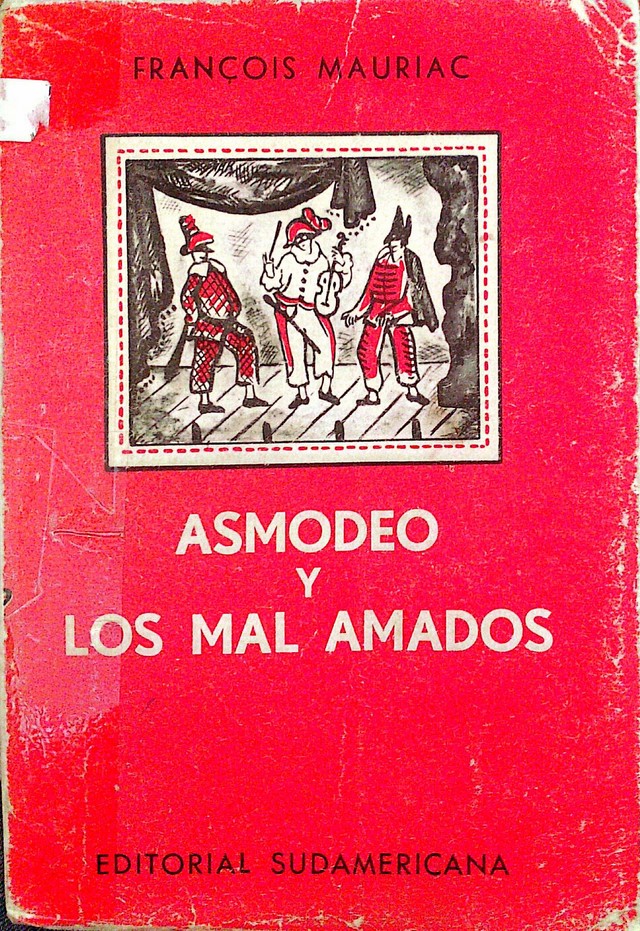 FRANÇOIS MAURIAC
ASMODEO
Y
LOS MAL AMADOS
EDITORIAL SUDAMERICANA